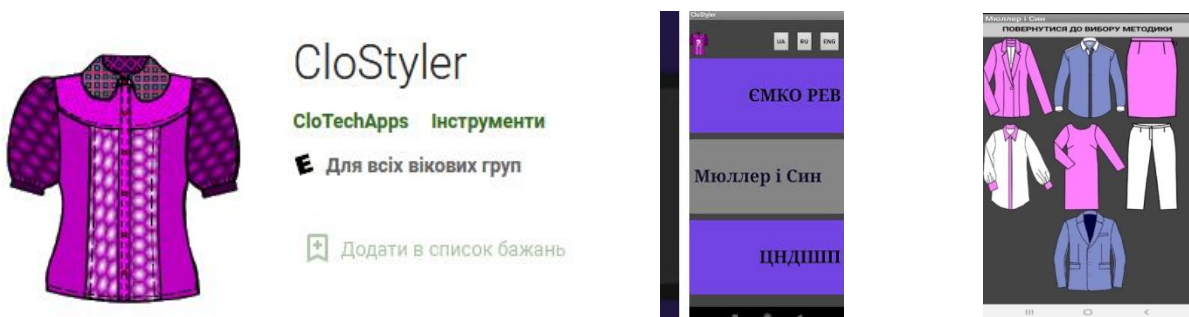 CloStyler
CloTechApps Інструменти
E Для всіх вікових груп
Додати в список бажань
CloStyler
?
UA RU ENG
ЄМКО РЕВ
Мюллер і Син
ЦНДІШП
Мюллер і Син
ПОВЕРНУТИСЯ ДО ВИБОРУ МЕТОДИКИ